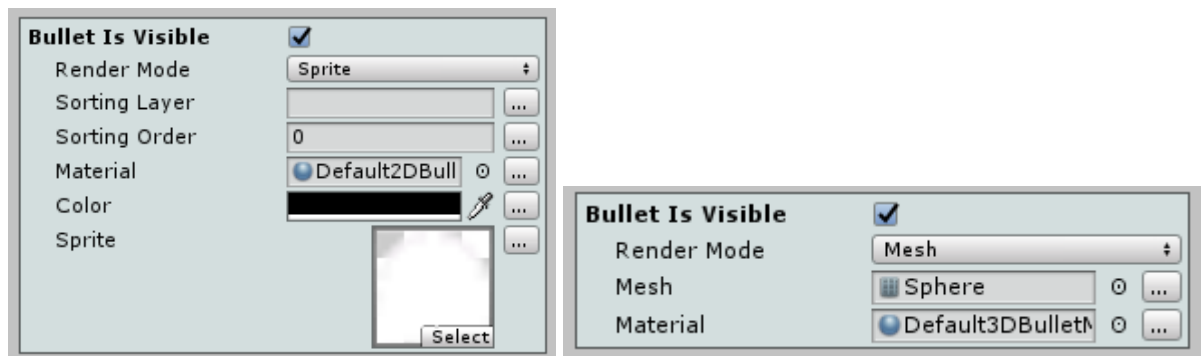 Bullet Is Visible
Render Mode Sprite
Sorting Layer ...
Sorting Order 0 ...
Material Default2DBull ...
Color ...
Sprite ...
Select
Bullet Is Visible
Render Mode Mesh
Mesh Sphere ...
Material Default3DBulletM ...